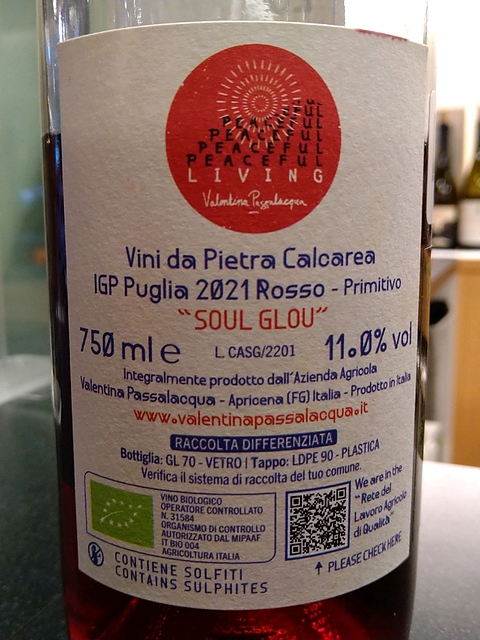 PEACEFUL
PEACEFUL
PEACEFUL
PEACEFUL
LIVING
Valentina Passalacqua
Vini da Pietra Calcarea
IGP Puglia 2021 Rosso - Primitivo
"SOUL GLOU"
750 ml e L. CASG/2201 11.0% vol
Integralmente prodotto dall'Azienda Agricola
Valentina Passalacqua - Apricena (FG) Italia - Prodotto in Italia
www.valentinapassalacqua.it
RACCOLTA DIFFERENZIATA
Bottiglia: GL 70 - VETRO | Tappo: LDPE 90 - PLASTICA
Verifica il sistema di raccolta del tuo comune.
VINO BIOLOGICO
OPERATORE CONTROLLATO
N. 31584
ORGANISMO DI CONTROLLO
AUTORIZZATO DAL MIPAAF
IT BIO 004
AGRICOLTURA ITALIA
We are in the
"Rete del
Lavoro Agricolo
di Qualità"
↑ PLEASE CHECK HERE
CONTIENE SOLFITI
CONTAINS SULPHITES